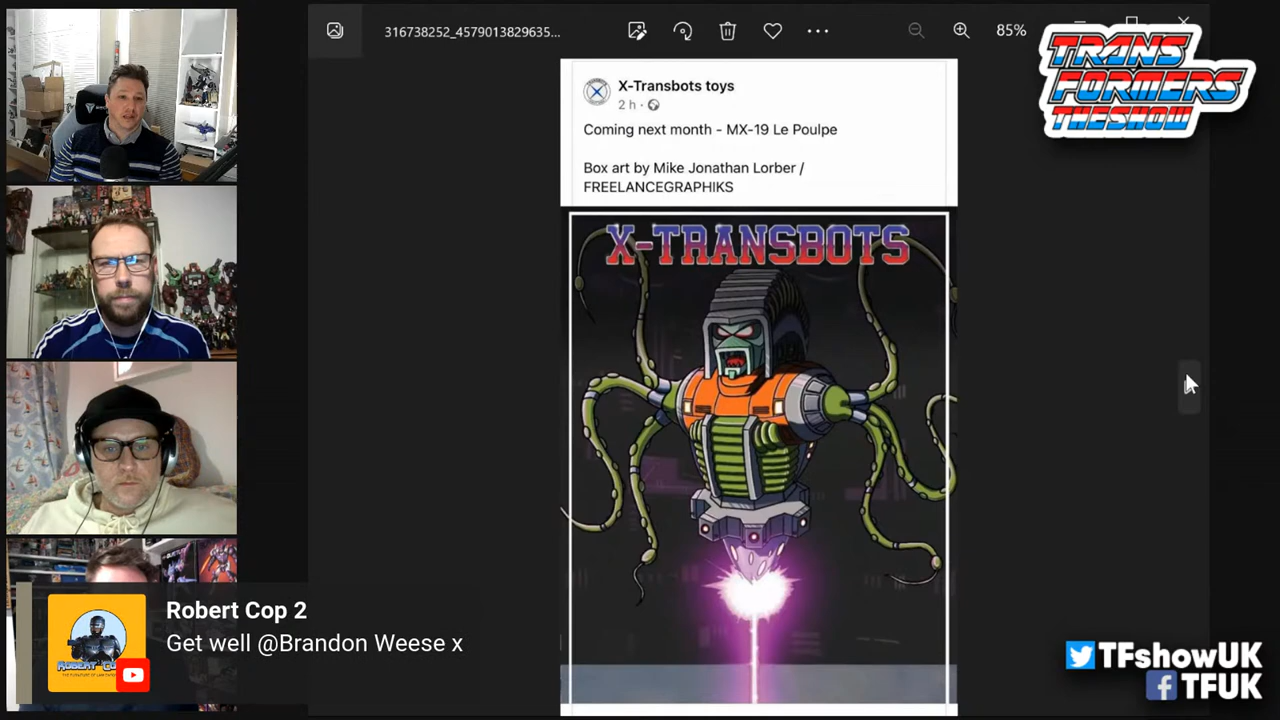 316738252_4579013829635...
85%
TRANS
FORMERS
THE SHOW
X-Transbots toys
2 h
Coming next month - MX-19 Le Poulpe
Box art by Mike Jonathan Lorber /
FREELANCEGRAPHIKS
X-TRANSBOTS
Robert Cop 2
Get well @Brandon Weese x
TFshowUK
TFUK